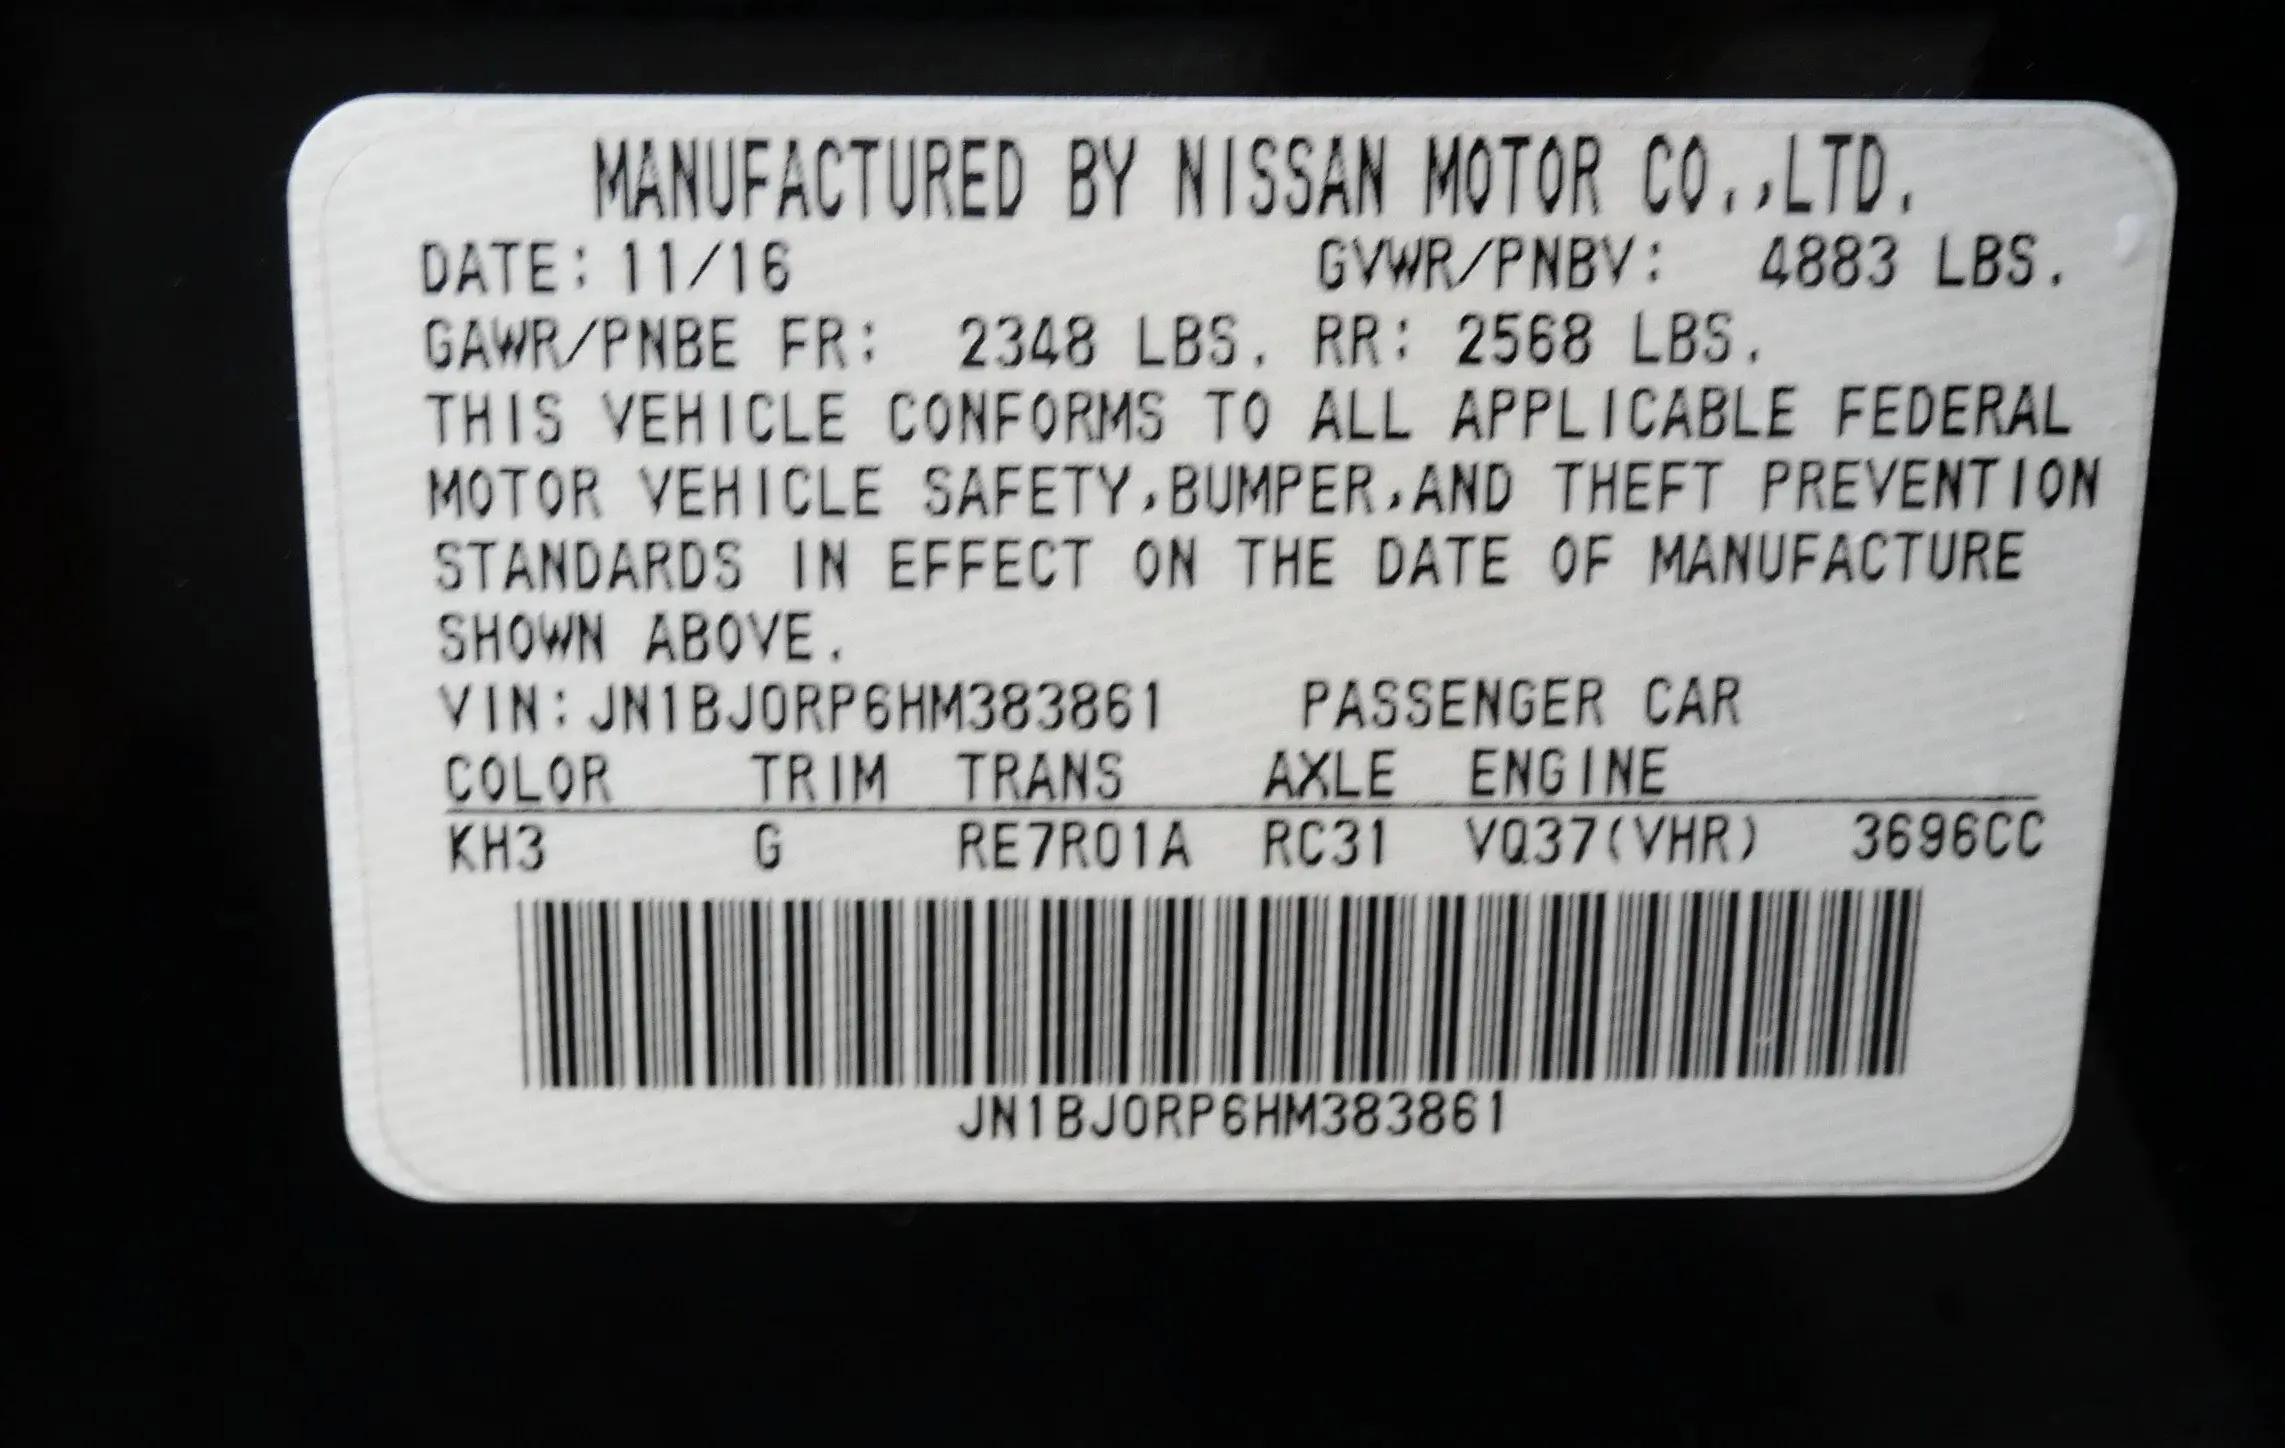 MANUFACTURED BY NISSAN MOTOR CO.,LTD.
DATE: 11/16 GVWR/PNBV: 4883 LBS.
GAWR/PNBE FR: 2348 LBS. RR: 2568 LBS.
THIS VEHICLE CONFORMS TO ALL APPLICABLE FEDERAL
MOTOR VEHICLE SAFETY,BUMPER,AND THEFT PREVENTION
STANDARDS IN EFFECT ON THE DATE OF MANUFACTURE
SHOWN ABOVE.
VIN:JN1BJ0RP6HM383861 PASSENGER CAR
COLOR TRIM TRANS AXLE ENGINE
KH3 G RE7R01A RC31 VQ37(VHR) 3696CC
JN1BJ0RP6HM383861